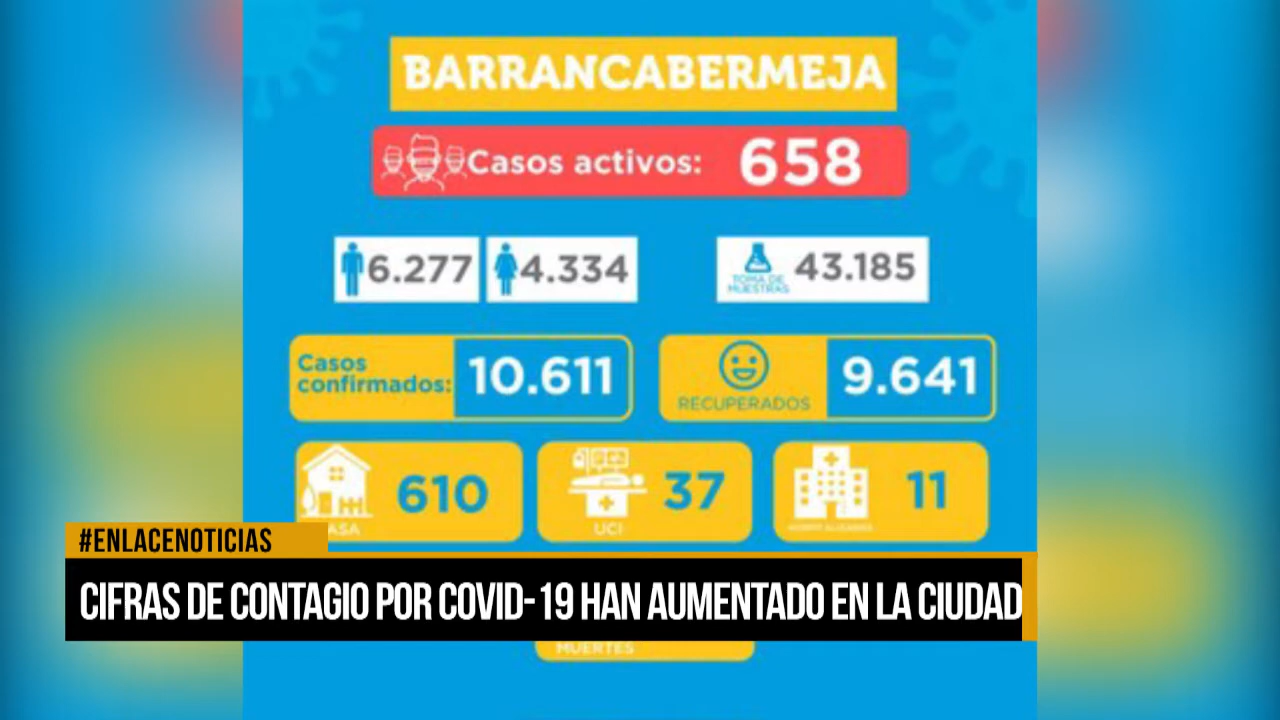 BARRANCABERMEJA
Casos activos: 658
6.277 4.334 TOMA DE MUESTRAS 43.185
Casos confirmados: 10.611
RECUPERADOS 9.641
610 UCI 37 11
#ENLACENOTICIAS
CIFRAS DE CONTAGIO POR COVID-19 HAN AUMENTADO EN LA CIUDAD
MUERTES